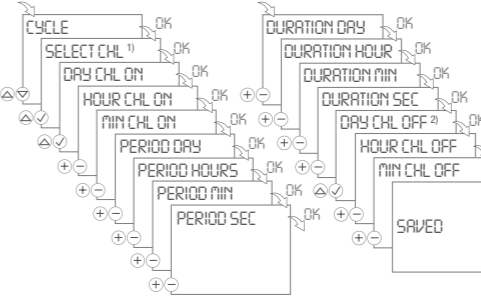 CYCLE
OK
SELECT CHL 1)
OK
DAY CHL ON
OK
HOUR CHL ON
OK
MIN CHL ON
OK
PERIOD DAY
OK
PERIOD HOURS
OK
PERIOD MIN
OK
PERIOD SEC
OK
DURATION DAY
OK
DURATION HOUR
OK
DURATION MIN
OK
DURATION SEC
OK
DAY CHL OFF 2)
OK
HOUR CHL OFF
MIN CHL OFF
SAVED